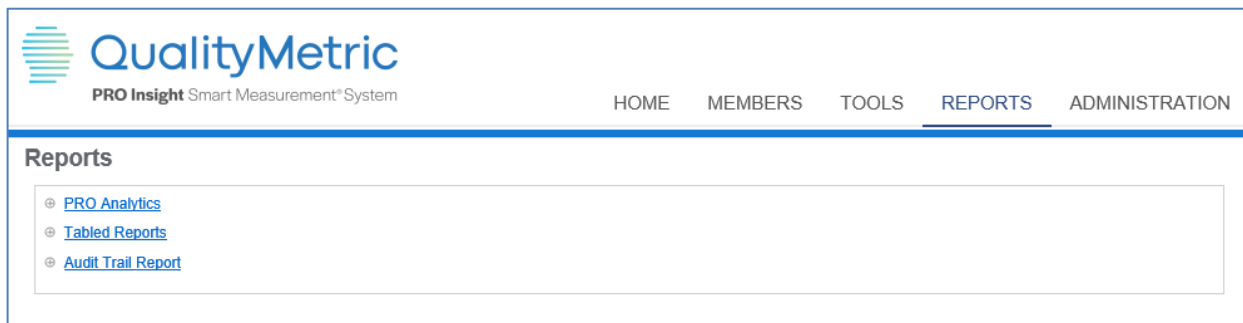 QualityMetric
PRO Insight Smart Measurement® System
HOME MEMBERS TOOLS REPORTS ADMINISTRATION
Reports
PRO Analytics
Tabled Reports
Audit Trail Report